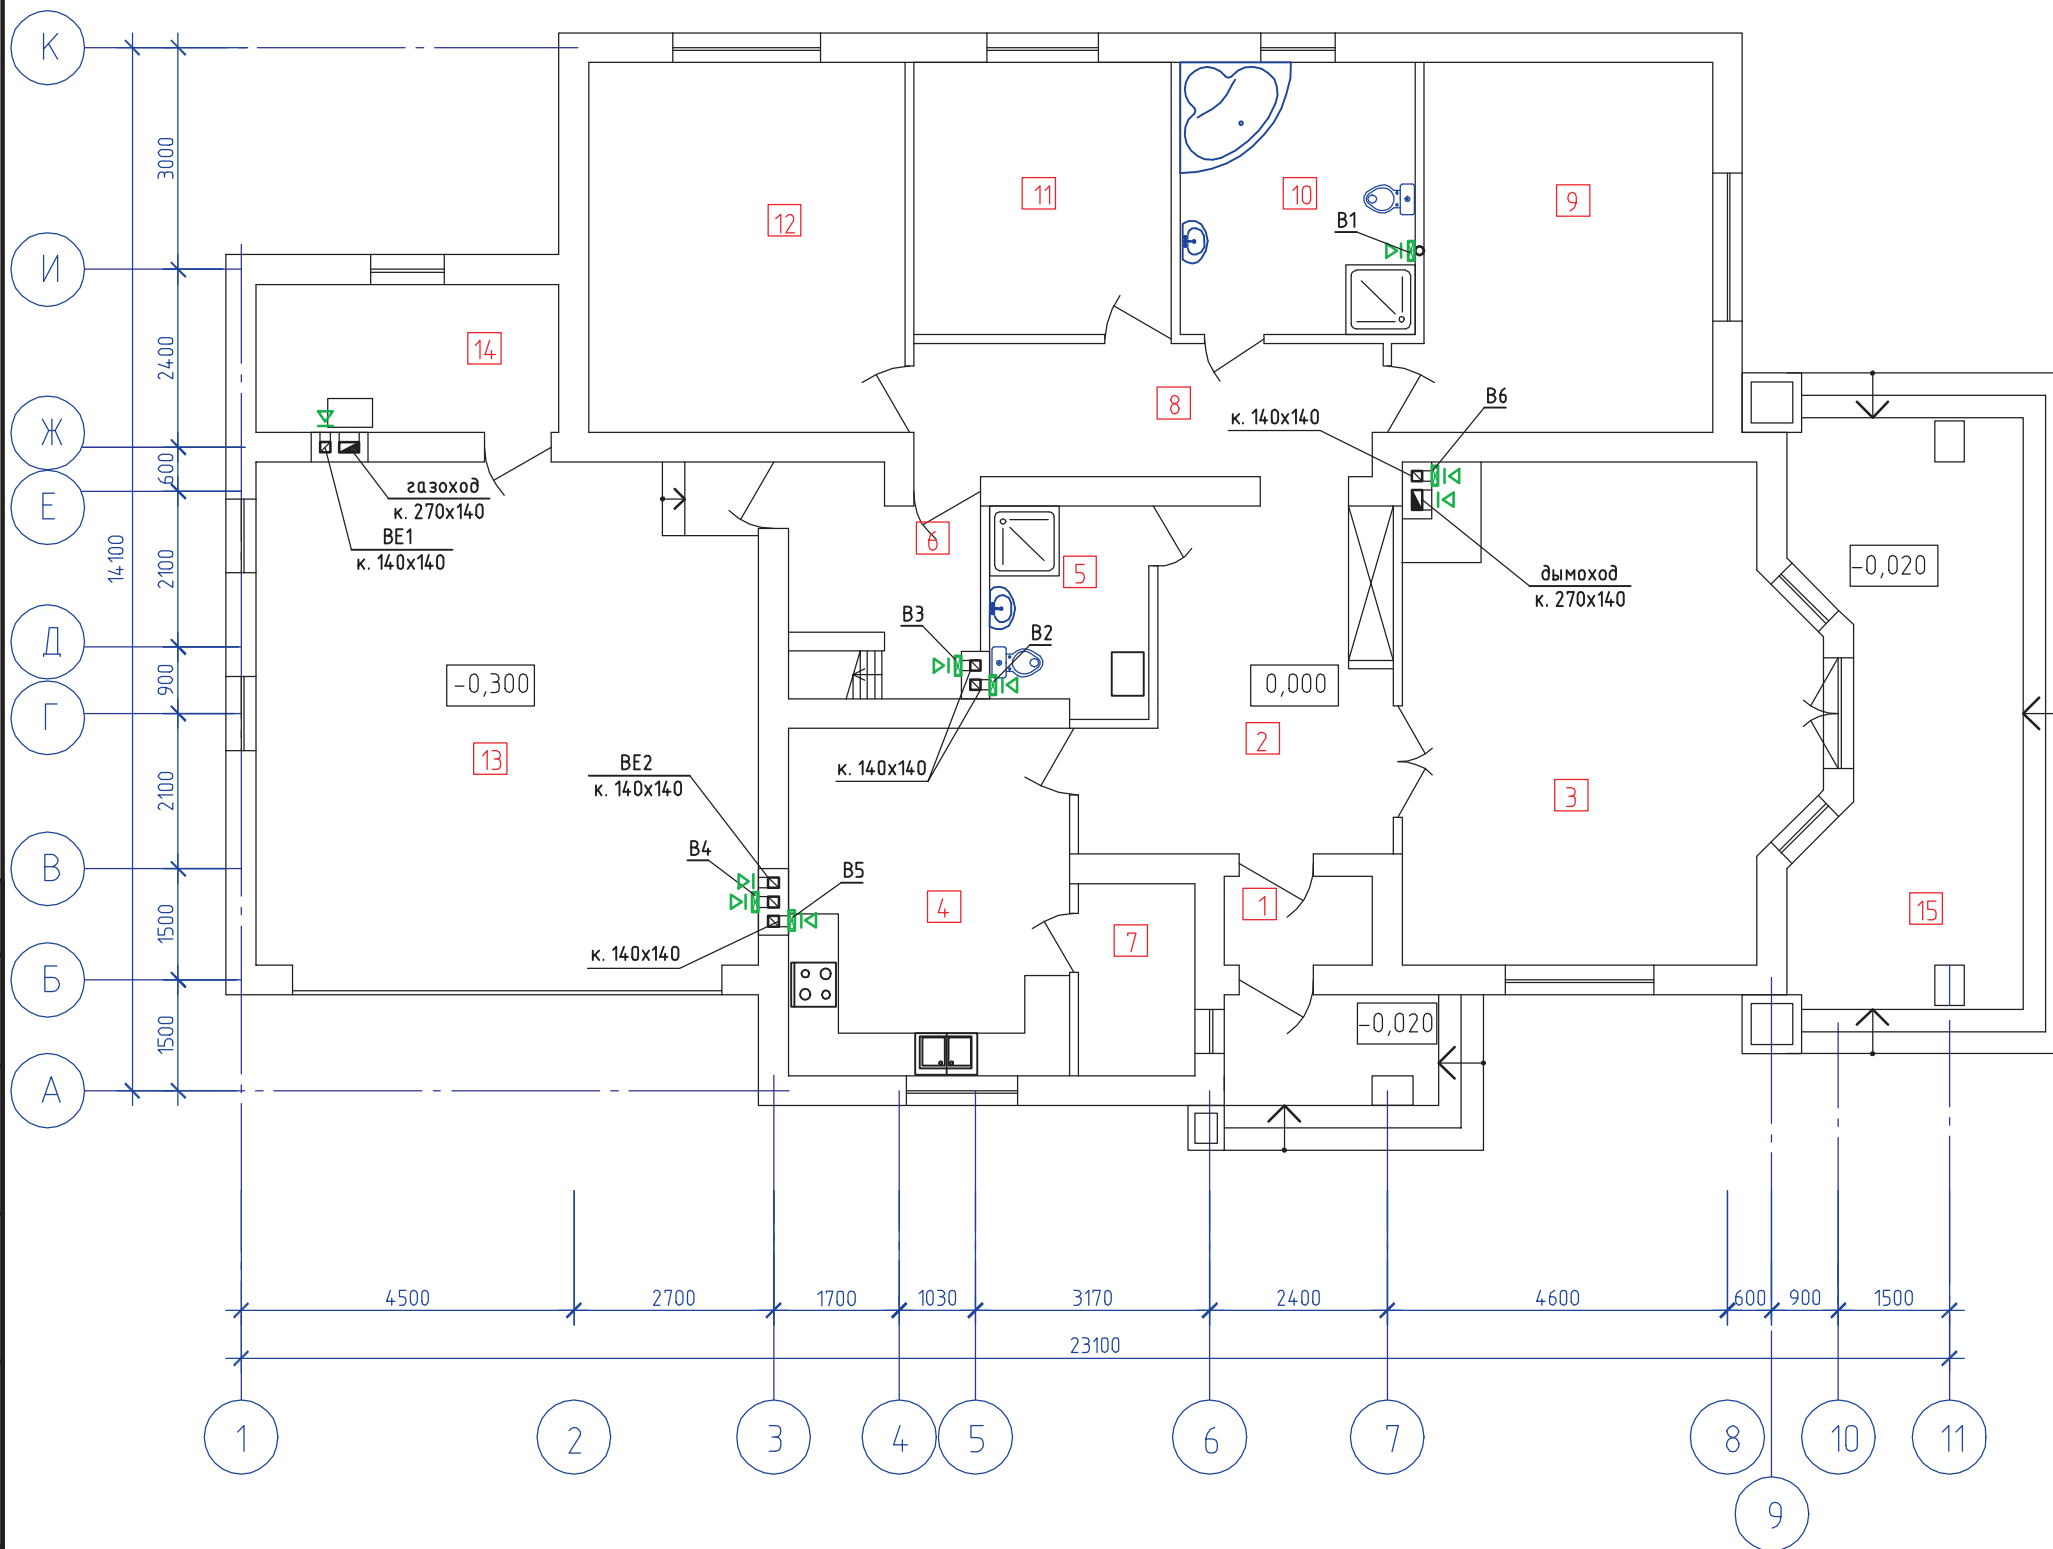 К
И
Ж
Е
Д
Г
В
Б
А
3000
2400
600
2100
900
2100
1500
1500
14100
12
11
10
9
В1
14
8
В6
к. 140х140
газоход
к. 270х140
ВЕ1
к. 140х140
6
5
дымоход
к. 270х140
-0,020
В3
В2
-0,300
0,000
13
2
3
к. 140х140
ВЕ2
к. 140х140
В4
В5
4
1
7
15
к. 140х140
-0,020
4500
2700
1700
1030
3170
2400
4600
600
900
1500
23100
1
2
3
4
5
6
7
8
10
11
9